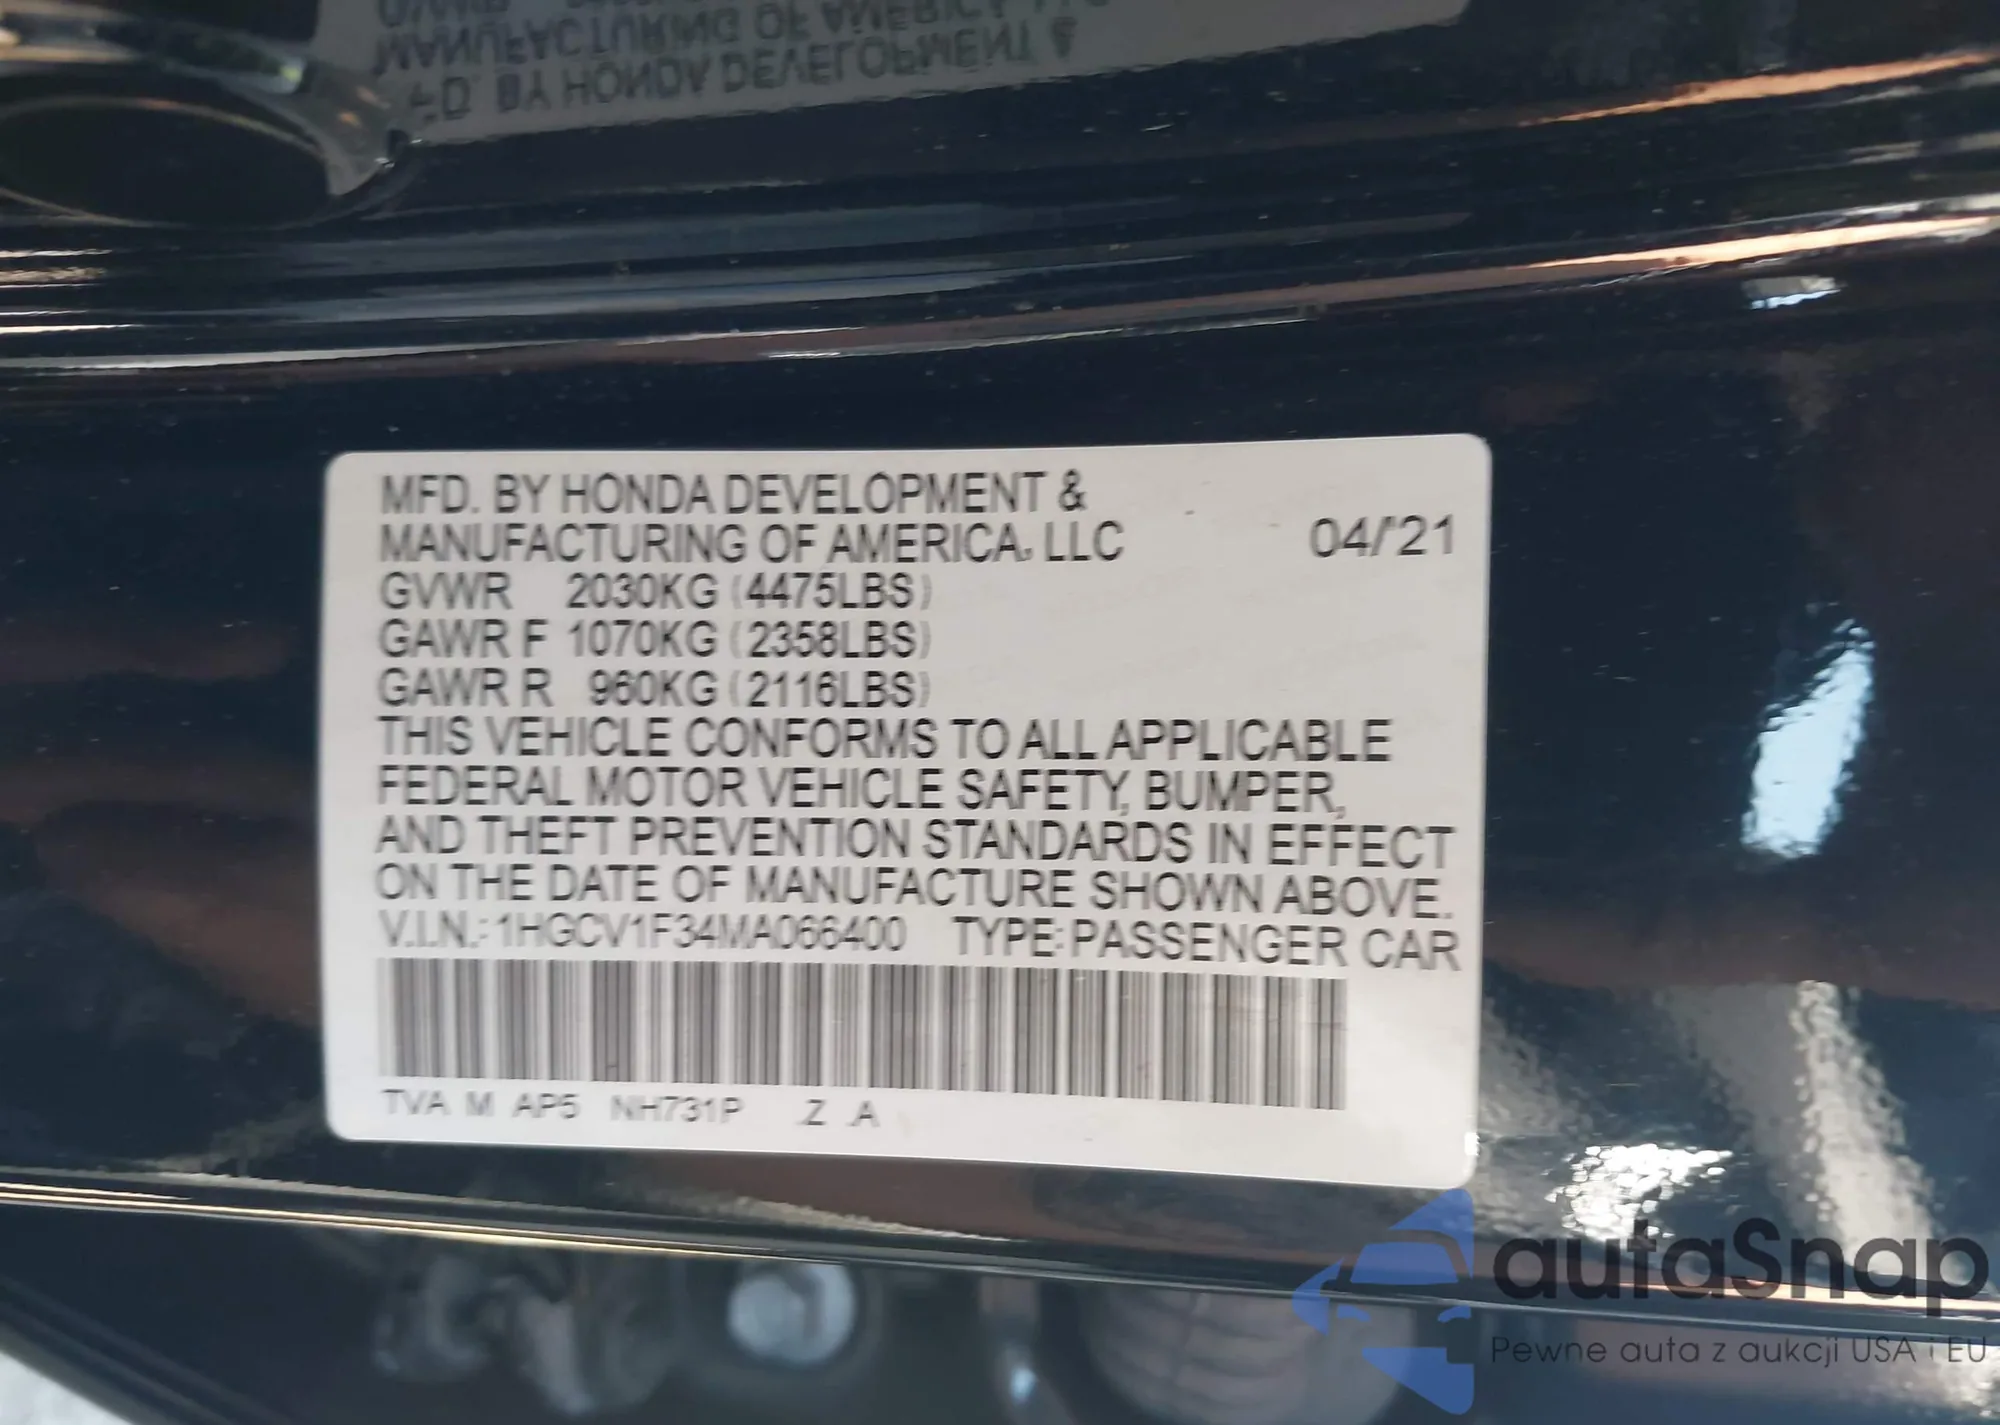 MFD. BY HONDA DEVELOPMENT &
MANUFACTURING OF AMERICA, LLC 04/'21
GVWR 2030KG (4475LBS)
GAWR F 1070KG (2358LBS)
GAWR R 960KG (2116LBS)
THIS VEHICLE CONFORMS TO ALL APPLICABLE
FEDERAL MOTOR VEHICLE SAFETY, BUMPER,
AND THEFT PREVENTION STANDARDS IN EFFECT
ON THE DATE OF MANUFACTURE SHOWN ABOVE.
V.I.N.: 1HGCV1F34MA066400 TYPE: PASSENGER CAR
TVA M AP5 NH731P Z A
autaSnap
Pewne auta z aukcji USA i EU